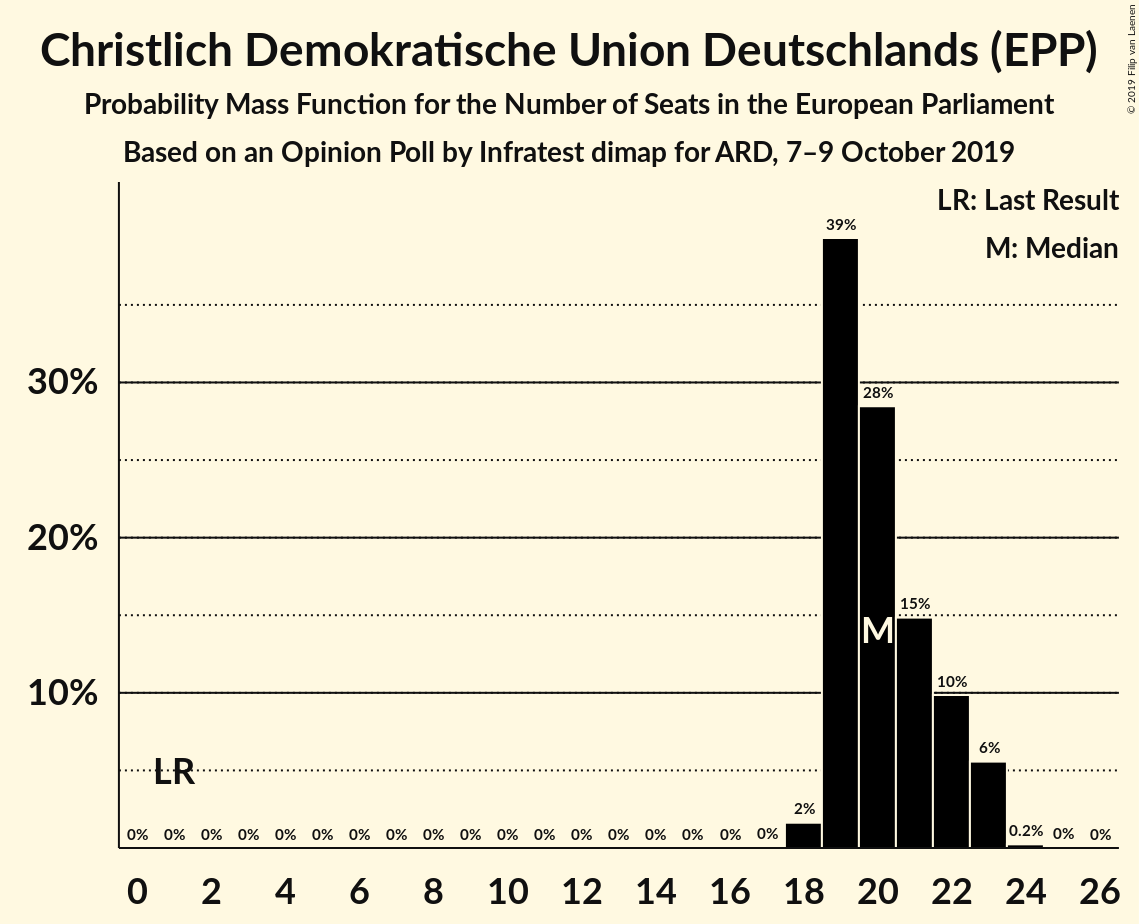 Christlich Demokratische Union Deutschlands (EPP)
Probability Mass Function for the Number of Seats in the European Parliament
Based on an Opinion Poll by Infratest dimap for ARD, 7–9 October 2019
© 2019 Filip van Laenen
LR: Last Result
M: Median
39%
30%
28%
20%
15%
M
10%
10%
6%
LR
2%
0% 0% 0% 0% 0% 0% 0% 0% 0% 0% 0% 0% 0% 0% 0% 0% 0% 0% 0.2% 0% 0%
0 2 4 6 8 10 12 14 16 18 20 22 24 26